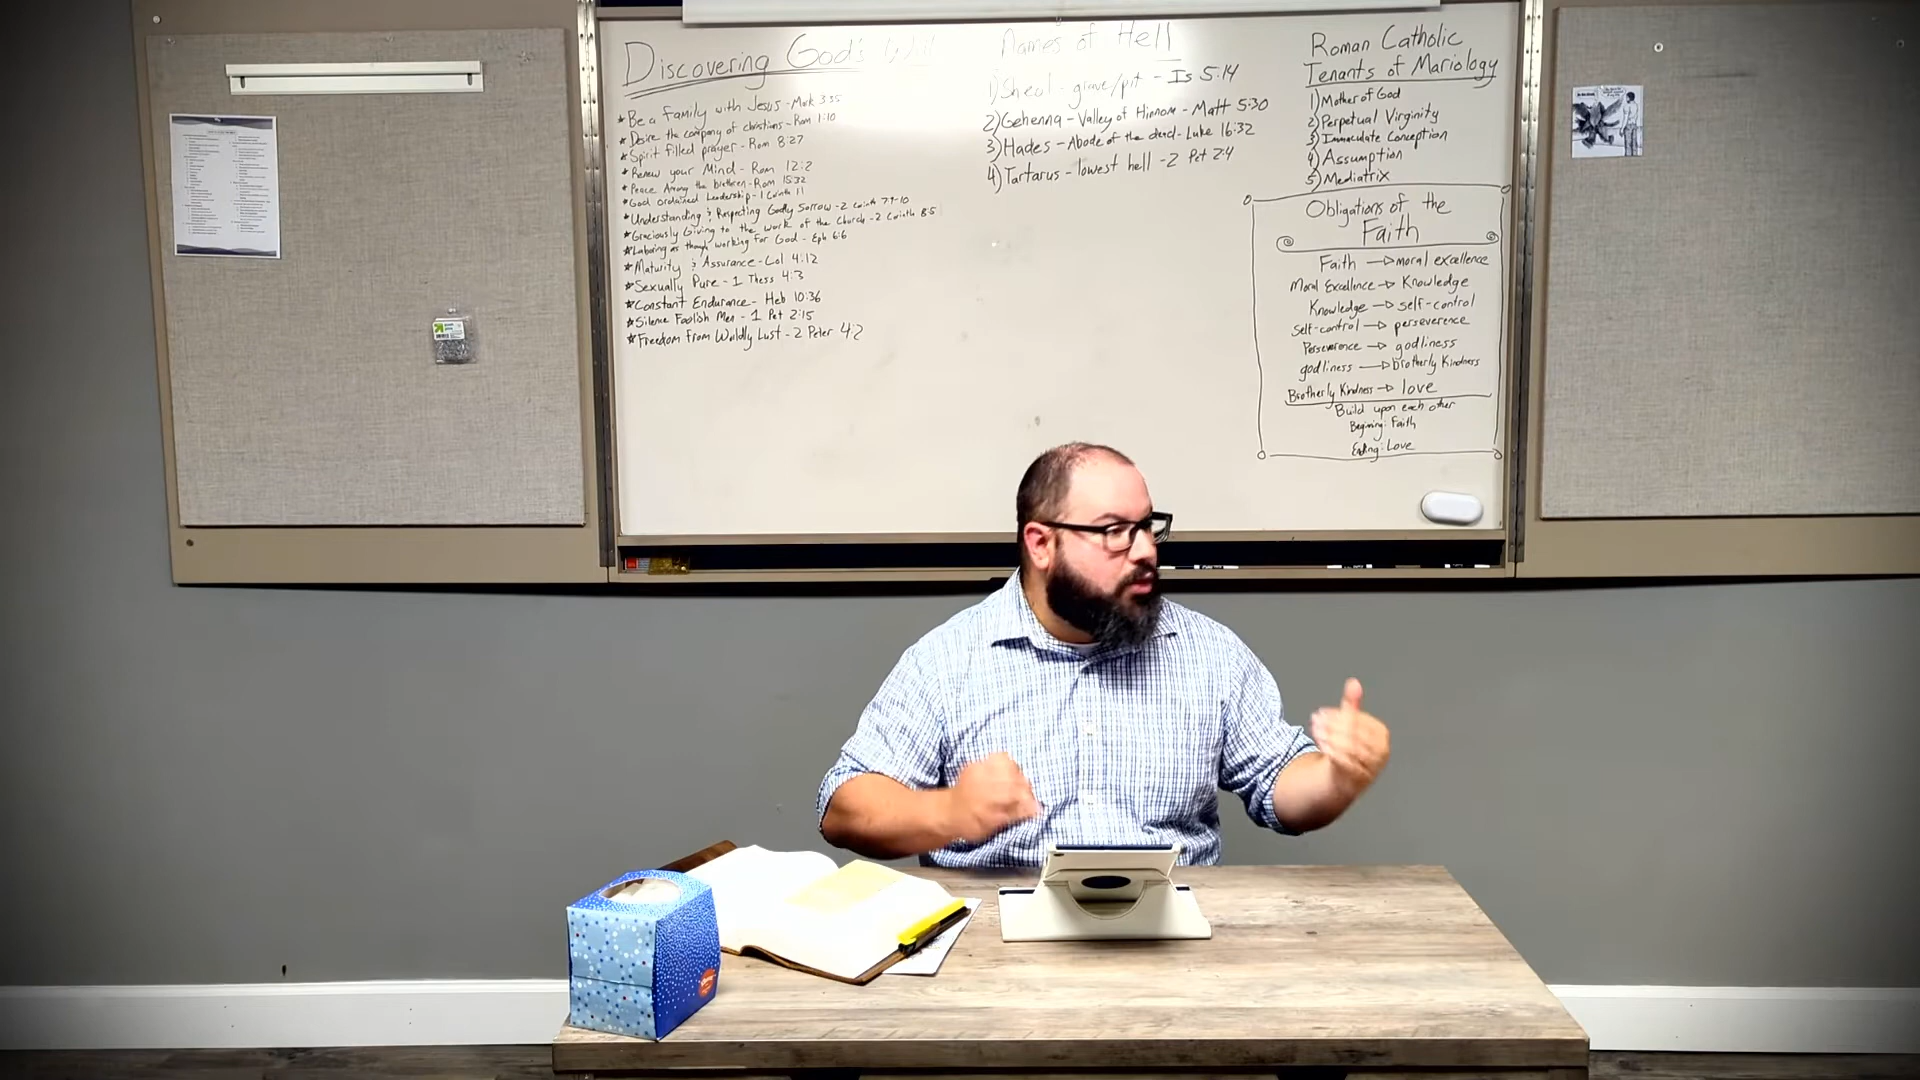 Discovering God's Will
* Be a family with Jesus - Mark 3:35
* Desire the company of christians - Rom 1:10
* Spirit filled prayer - Rom 8:27
* Renew your Mind - Rom 12:2
* Peace Among the brethren - Rom 15:32
* God ordained Leadership - 1 Corinth 1:1
* Understanding & Respecting Godly Sorrow - 2 Corinth 7:9-10
* Graciously Giving to the work of the Church - 2 Corinth 8:5
* Laboring as though working for God - Eph 6:6
* Maturity & Assurance - Col 4:12
* Sexually Pure - 1 Thess 4:3
* Constant Endurance - Heb 10:36
* Silence Foolish Men - 1 Pet 2:15
* Freedom from Worldly Lust - 2 Peter 4:2
Names of Hell
1) Sheol - grave/pit - Is 5:14
2) Gehenna - Valley of Hinnom - Matt 5:30
3) Hades - Abode of the dead - Luke 16:32
4) Tartarus - lowest hell - 2 Pet 2:4
Roman Catholic
Tenants of Mariology
1) Mother of God
2) Perpetual Virginity
3) Immaculate Conception
4) Assumption
5) Mediatrix
Obligations of the
Faith
Faith → moral excellence
Moral Excellence → Knowledge
Knowledge → self-control
Self-control → perseverence
Perseverence → godliness
godliness → brotherly Kindness
Brotherly Kindness → love
Build upon each other
Begining: Faith
Ending: Love